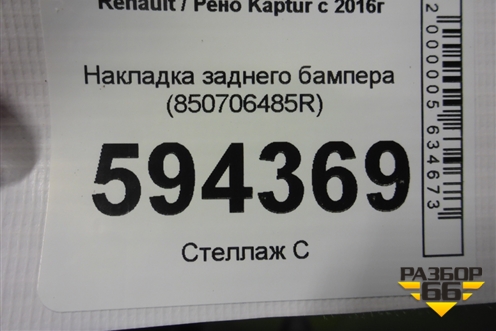 Renault / Рено Kaptur с 2016г
Накладка заднего бампера
(850706485R)
594369
Стеллаж С
2000005634673
РАЗБОР
66